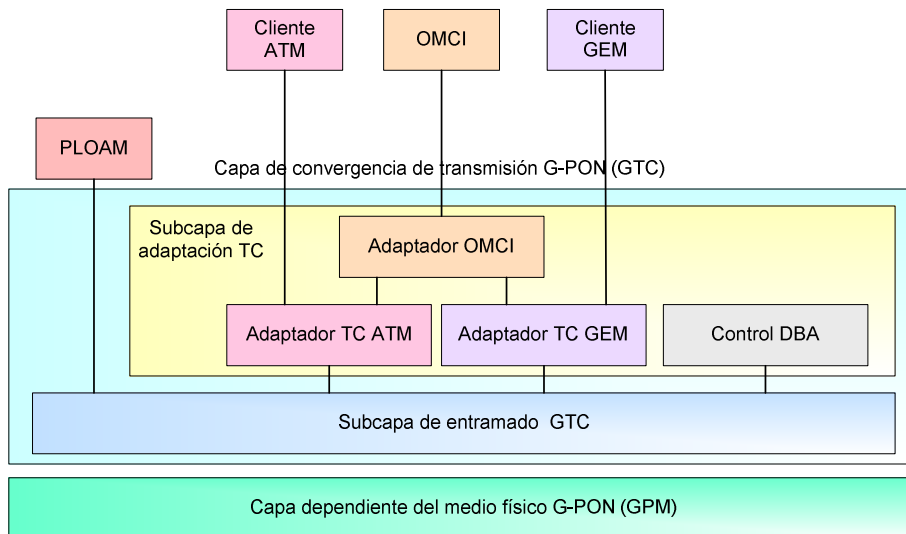 Cliente
ATM
OMCI
Cliente
GEM
PLOAM
Capa de convergencia de transmisión G-PON (GTC)
Subcapa de
adaptación TC
Adaptador OMCI
Adaptador TC ATM
Adaptador TC GEM
Control DBA
Subcapa de entramado GTC
Capa dependiente del medio físico G-PON (GPM)